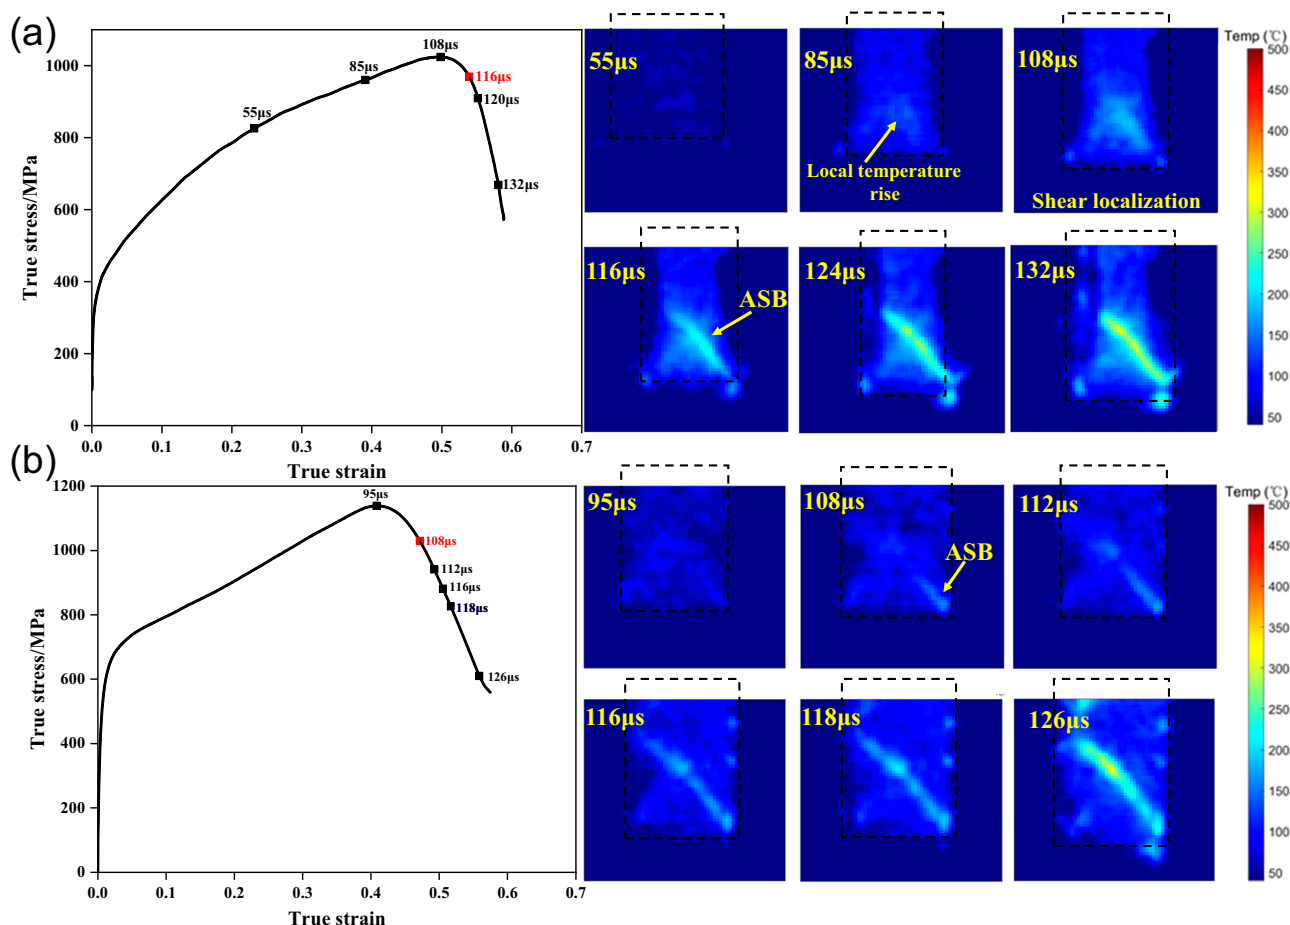 (a)
True stress/MPa
1000
800
600
400
200
0
0.0 0.1 0.2 0.3 0.4 0.5 0.6 0.7
True strain
55μs
85μs
108μs
116μs
120μs
132μs
55μs
85μs
Local temperature
rise
108μs
Shear localization
116μs
ASB
124μs
132μs
Temp (℃)
500
450
400
350
300
250
200
150
100
50
(b)
True stress/MPa
1200
1000
800
600
400
200
0
0.0 0.1 0.2 0.3 0.4 0.5 0.6 0.7
True strain
95μs
108μs
112μs
116μs
118μs
126μs
95μs
108μs
ASB
112μs
116μs
118μs
126μs
Temp (℃)
500
450
400
350
300
250
200
150
100
50